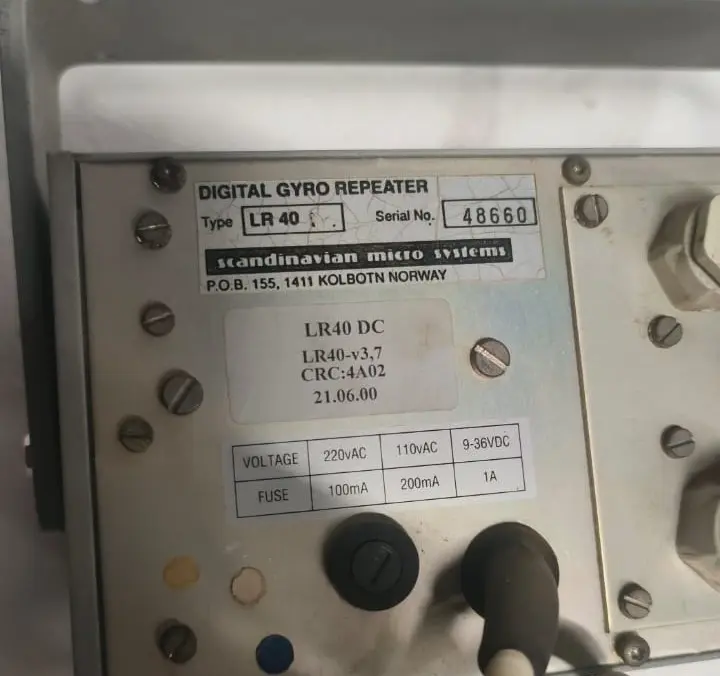 DIGITAL GYRO REPEATER
Type LR 40 Serial No. 48660
scandinavian micro systems
P.O.B. 155, 1411 KOLBOTN NORWAY
LR40 DC
LR40-v3,7
CRC:4A02
21.06.00
VOLTAGE 220vAC 110vAC 9-36VDC
FUSE 100mA 200mA 1A